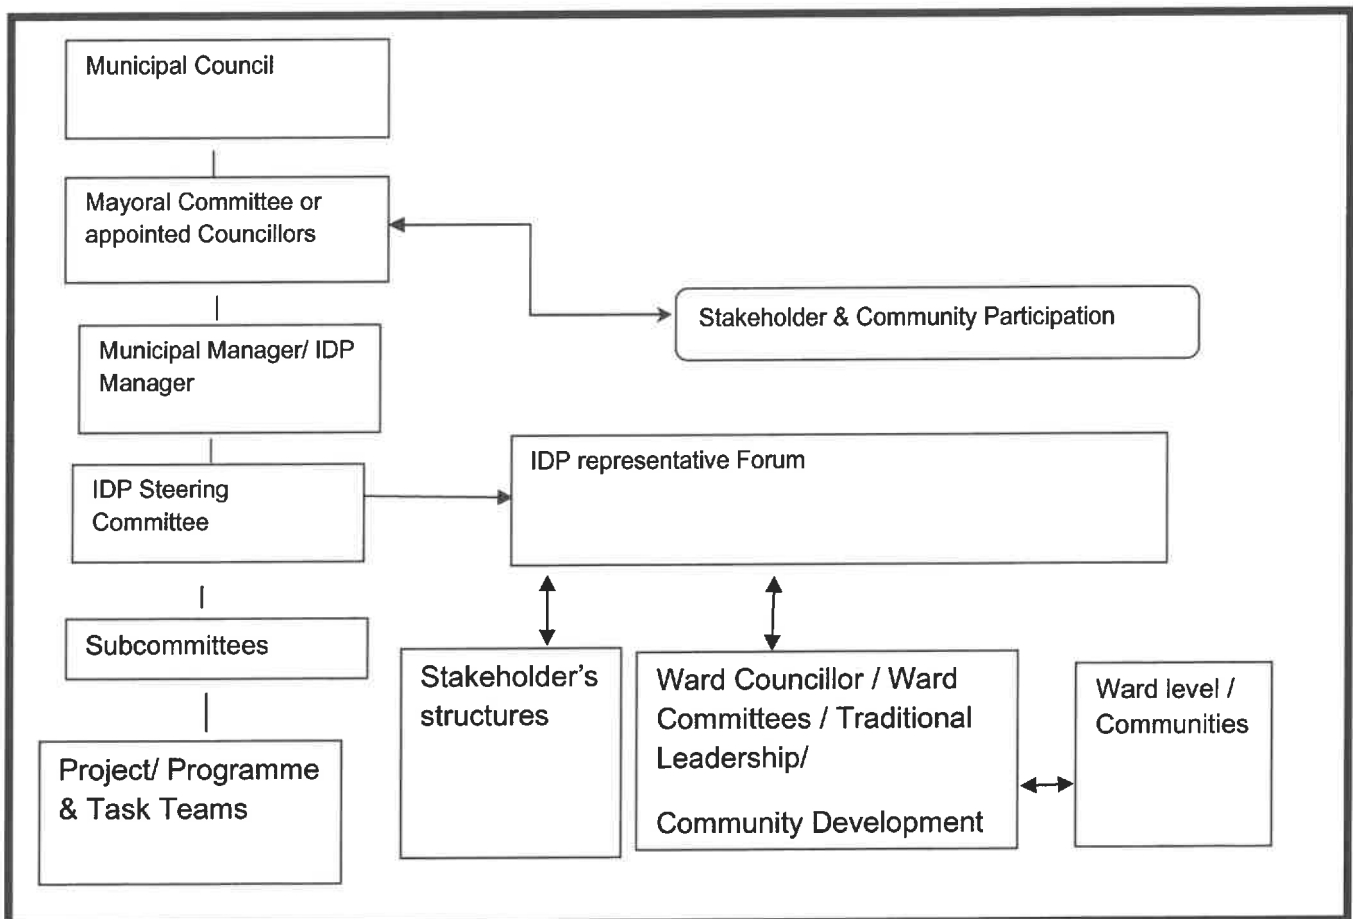 Municipal Council
Mayoral Committee or
appointed Councillors
Stakeholder & Community Participation
Municipal Manager/ IDP
Manager
IDP representative Forum
IDP Steering
Committee
Subcommittees
Stakeholder's
structures
Ward Councillor / Ward
Committees / Traditional
Leadership/
Community Development
Ward level /
Communities
Project/ Programme
& Task Teams